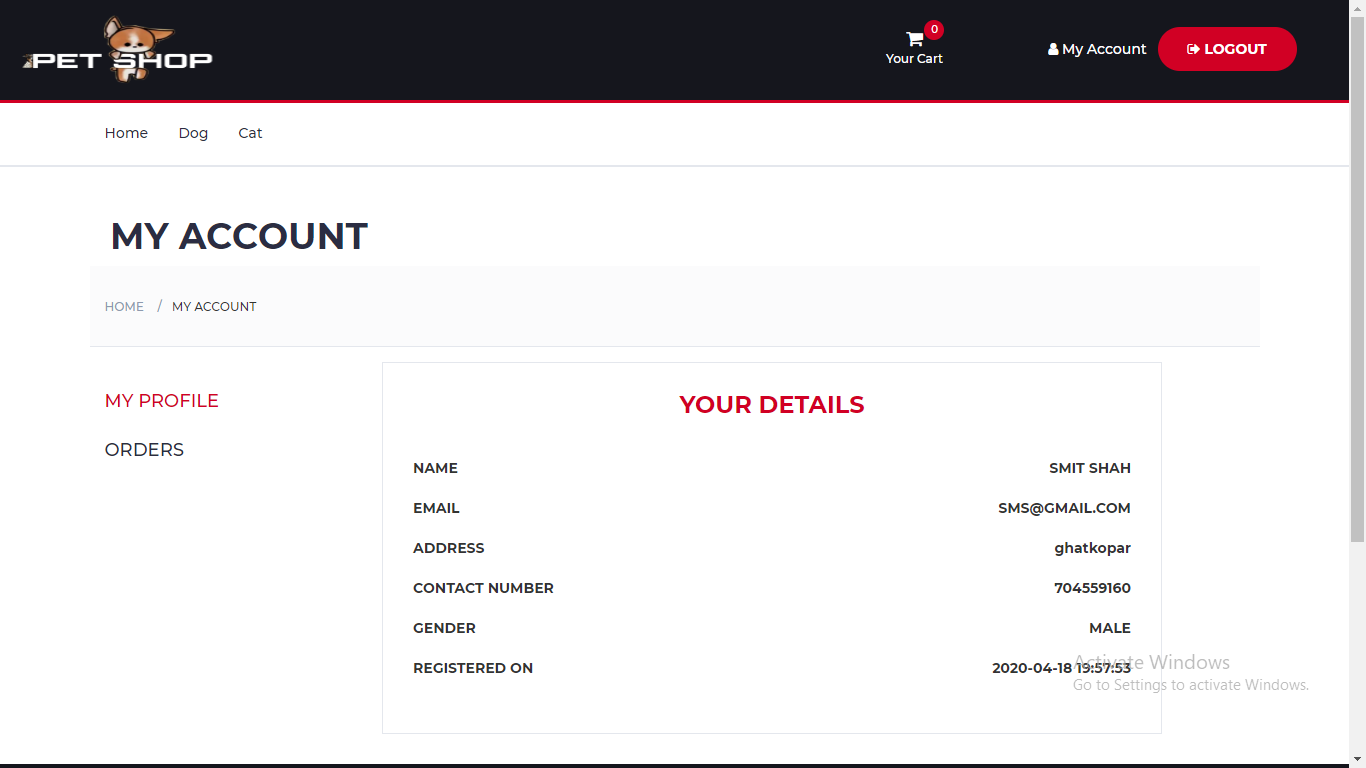 PET SHOP
0
Your Cart
My Account
LOGOUT
Home Dog Cat
MY ACCOUNT
HOME / MY ACCOUNT
MY PROFILE
ORDERS
YOUR DETAILS
NAME SMIT SHAH
EMAIL SMS@GMAIL.COM
ADDRESS ghatkopar
CONTACT NUMBER 704559160
GENDER MALE
REGISTERED ON 2020-04-18 19:57:53
Activate Windows
Go to Settings to activate Windows.